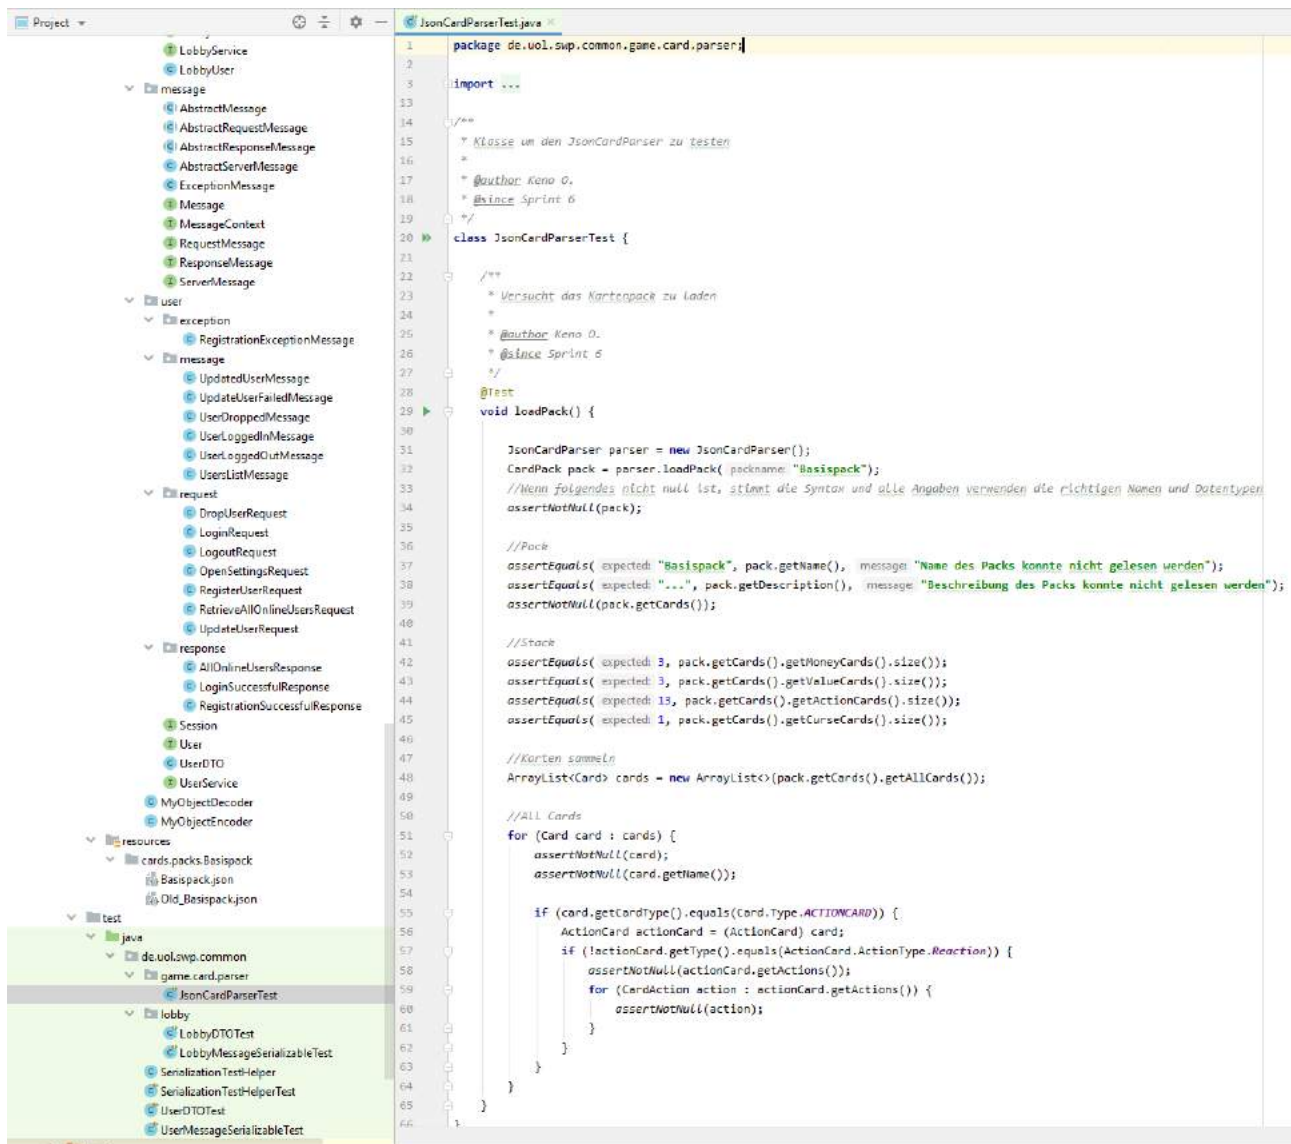 Project
LobbyService
LobbyUser
message
AbstractMessage
AbstractRequestMessage
AbstractResponseMessage
AbstractServerMessage
ExceptionMessage
Message
MessageContext
RequestMessage
ResponseMessage
ServerMessage
user
exception
RegistrationExceptionMessage
message
UpdatedUserMessage
UpdateUserFailedMessage
UserDroppedMessage
UserLoggedInMessage
UserLoggedOutMessage
UsersListMessage
request
DropUserRequest
LoginRequest
LogoutRequest
OpenSettingsRequest
RegisterUserRequest
RetrieveAllOnlineUsersRequest
UpdateUserRequest
response
AllOnlineUsersResponse
LoginSuccessfulResponse
RegistrationSuccessfulResponse
Session
User
UserDTO
UserService
MyObjectDecoder
MyObjectEncoder
resources
cards.packs.Basispack
Basispack.json
Old_Basispack.json
test
java
de.uol.swp.common
game.card.parser
JsonCardParserTest
lobby
LobbyDTOTest
LobbyMessageSerializableTest
SerializationTestHelper
SerializationTestHelperTest
UserDTOTest
UserMessageSerializableTest
JsonCardParserTest.java
1 package de.uol.swp.common.game.card.parser;
2
3 import ...
13
14 /**
15 * Klasse um den JsonCardParser zu testen
16 *
17 * @author Keno O.
18 * @since Sprint 6
19 */
20 class JsonCardParserTest {
21
22 /**
23 * Versucht das Kartenpack zu laden
24 *
25 * @author Keno O.
26 * @since Sprint 6
27 */
28 @Test
29 void loadPack() {
30
31 JsonCardParser parser = new JsonCardParser();
32 CardPack pack = parser.loadPack( packname: "Basispack");
33 //Wenn folgendes nicht null ist, stimmt die Syntax und alle Angaben verwenden die richtigen Namen und Datentypen
34 assertNotNull(pack);
35
36 //Pack
37 assertEquals( expected: "Basispack", pack.getName(), message: "Name des Packs konnte nicht gelesen werden");
38 assertEquals( expected: "...", pack.getDescription(), message: "Beschreibung des Packs konnte nicht gelesen werden");
39 assertNotNull(pack.getCards());
40
41 //Stack
42 assertEquals( expected: 3, pack.getCards().getMoneyCards().size());
43 assertEquals( expected: 3, pack.getCards().getValueCards().size());
44 assertEquals( expected: 13, pack.getCards().getActionCards().size());
45 assertEquals( expected: 1, pack.getCards().getCurseCards().size());
46
47 //Karten sammeln
48 ArrayList<Card> cards = new ArrayList<>(pack.getCards().getAllCards());
49
50 //All Cards
51 for (Card card : cards) {
52 assertNotNull(card);
53 assertNotNull(card.getName());
54
55 if (card.getCardType().equals(Card.Type.ACTIONCARD)) {
56 ActionCard actionCard = (ActionCard) card;
57 if (!actionCard.getType().equals(ActionCard.ActionType.Reaction)) {
58 assertNotNull(actionCard.getActions());
59 for (CardAction action : actionCard.getActions()) {
60 assertNotNull(action);
61 }
62 }
63 }
64 }
65 }
66 }